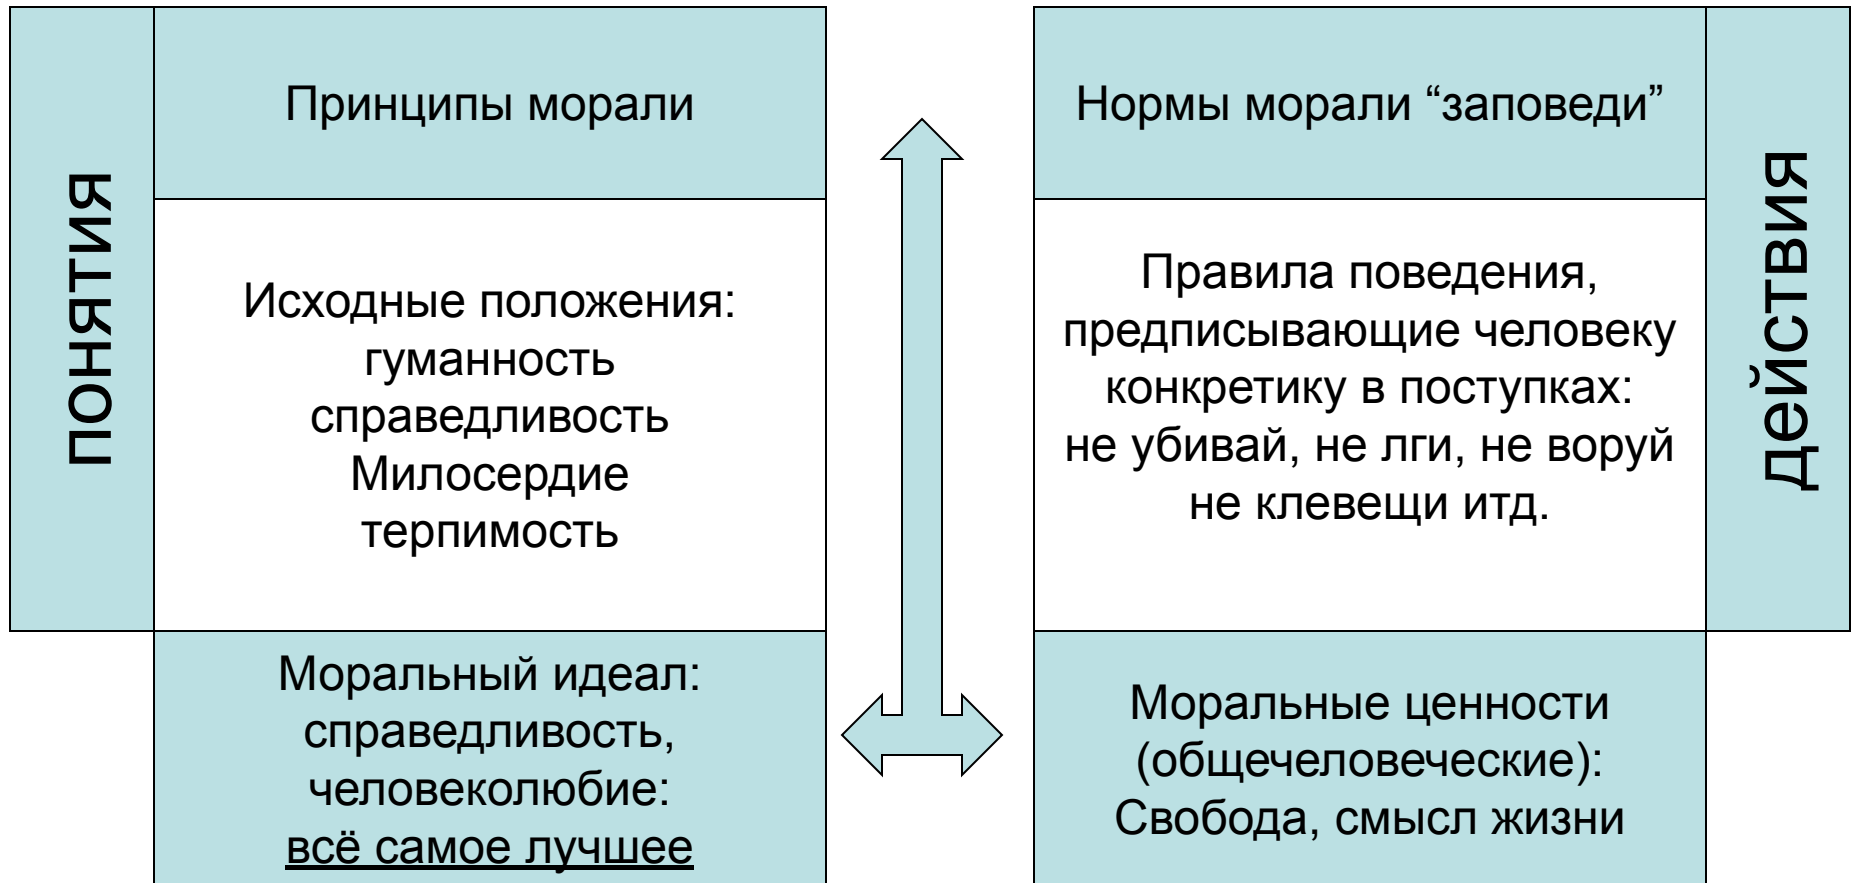 понятия
Принципы морали
Исходные положения:
гуманность
справедливость
Милосердие
терпимость
Моральный идеал:
справедливость,
человеколюбие:
всё самое лучшее
Нормы морали “заповеди”
Правила поведения,
предписывающие человеку
конкретику в поступках:
не убивай, не лги, не воруй
не клевещи итд.
Моральные ценности
(общечеловеческие):
Свобода, смысл жизни
действия